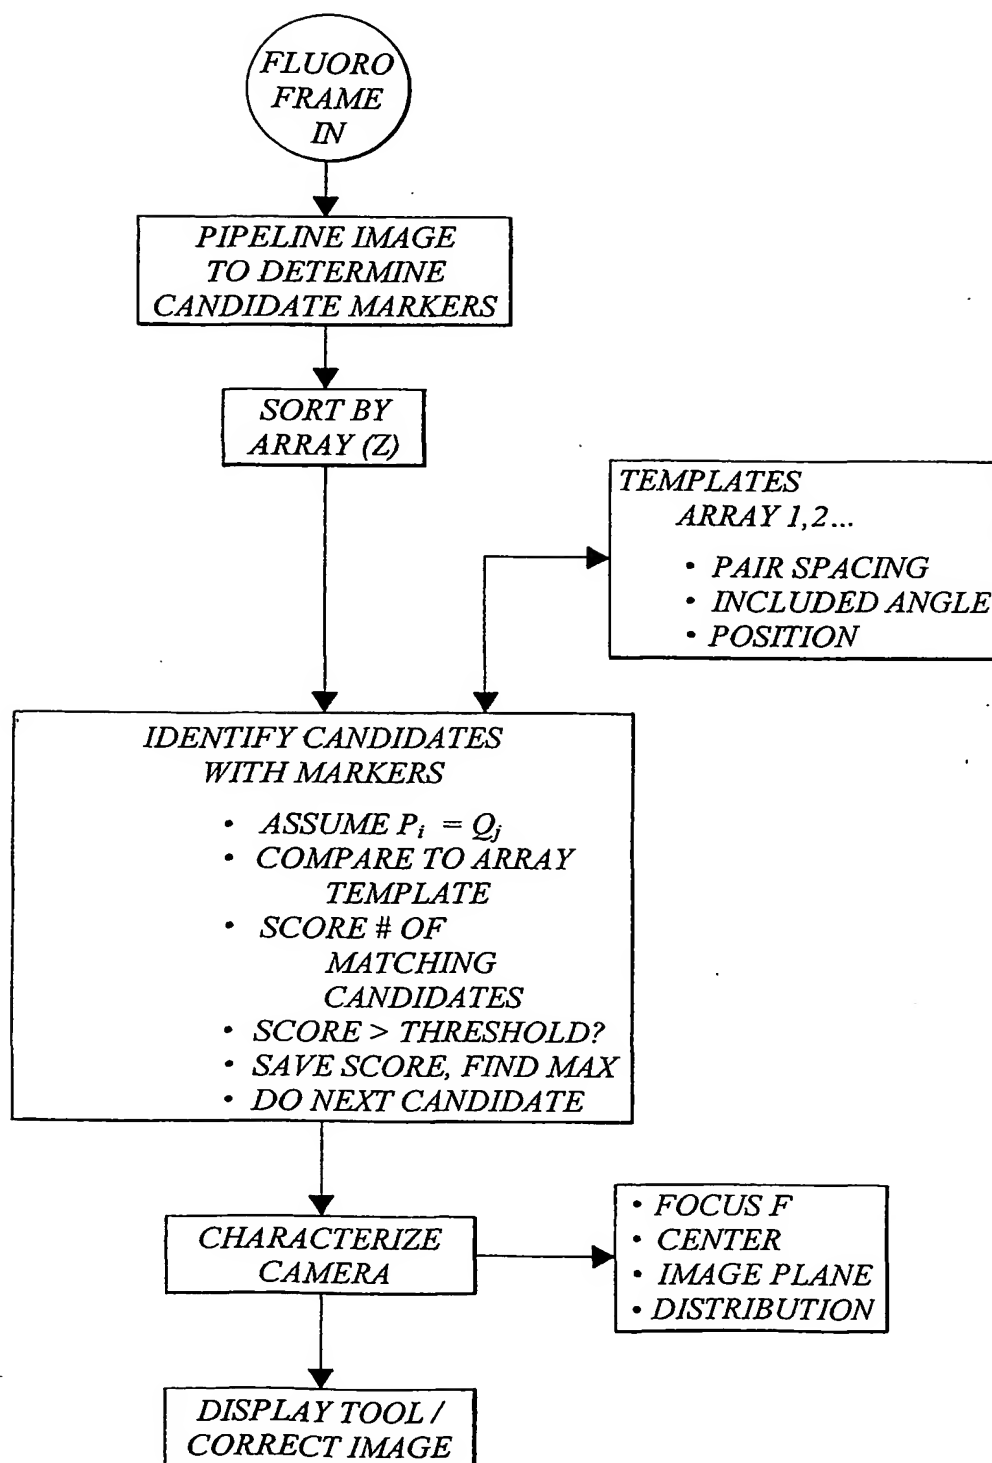 FLUORO
FRAME
IN
PIPELINE IMAGE
TO DETERMINE
CANDIDATE MARKERS
SORT BY
ARRAY (Z)
TEMPLATES
ARRAY 1,2...
• PAIR SPACING
• INCLUDED ANGLE
• POSITION
IDENTIFY CANDIDATES
WITH MARKERS
• ASSUME Pi = Qj
• COMPARE TO ARRAY
TEMPLATE
• SCORE # OF
MATCHING
CANDIDATES
• SCORE > THRESHOLD?
• SAVE SCORE, FIND MAX
• DO NEXT CANDIDATE
CHARACTERIZE
CAMERA
• FOCUS F
• CENTER
• IMAGE PLANE
• DISTRIBUTION
DISPLAY TOOL /
CORRECT IMAGE